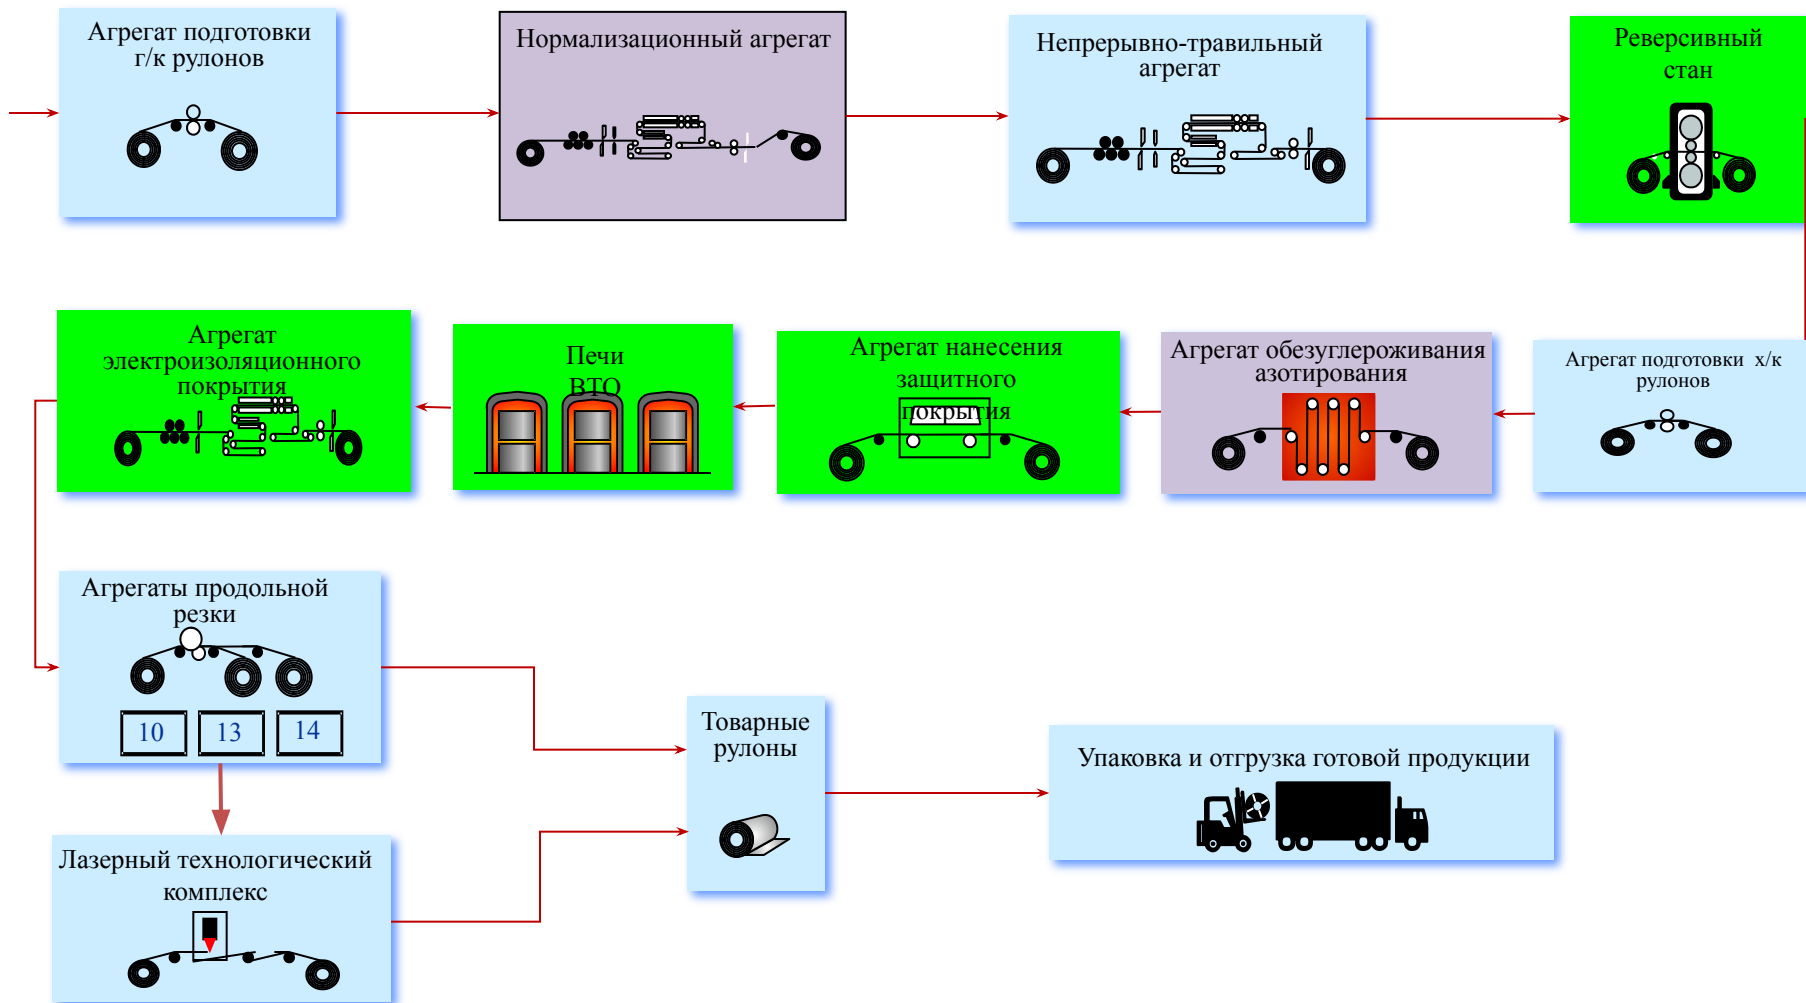 Агрегат подготовки
г/к рулонов
Нормализационный агрегат
Непрерывно-травильный
агрегат
Реверсивный
стан
Агрегат
электроизоляционного
покрытия
Печи
ВТО
Агрегат нанесения
защитного
покрытия
Агрегат обезуглероживания
азотирования
Агрегат подготовки х/к
рулонов
Агрегаты продольной
резки
10
13
14
Товарные
рулоны
Упаковка и отгрузка готовой продукции
Лазерный технологический
комплекс